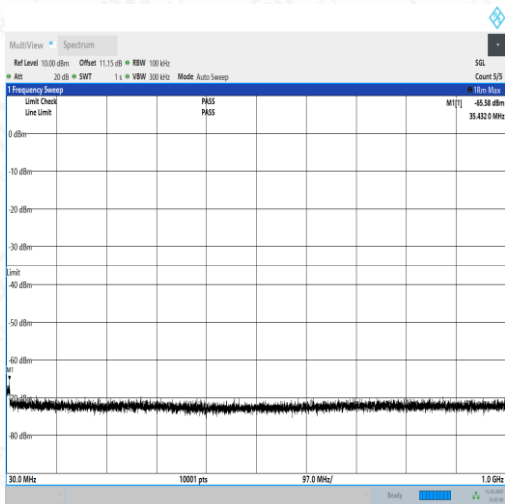 MultiView Spectrum
Ref Level 10.00 dBm Offset 11.15 dB RBW 100 kHz SGL
Att 20 dB SWT 1 s VBW 300 kHz Mode Auto Sweep Count 5/5
1 Frequency Sweep 1Rm Max
Limit Check PASS M1[1] -65.58 dBm
Line Limit PASS 35.432 0 MHz
0 dBm
-10 dBm
-20 dBm
-30 dBm
Limit
-40 dBm
-50 dBm
-60 dBm
M1
-70 dBm
-80 dBm
30.0 MHz 10001 pts 97.0 MHz/ 1.0 GHz
Ready